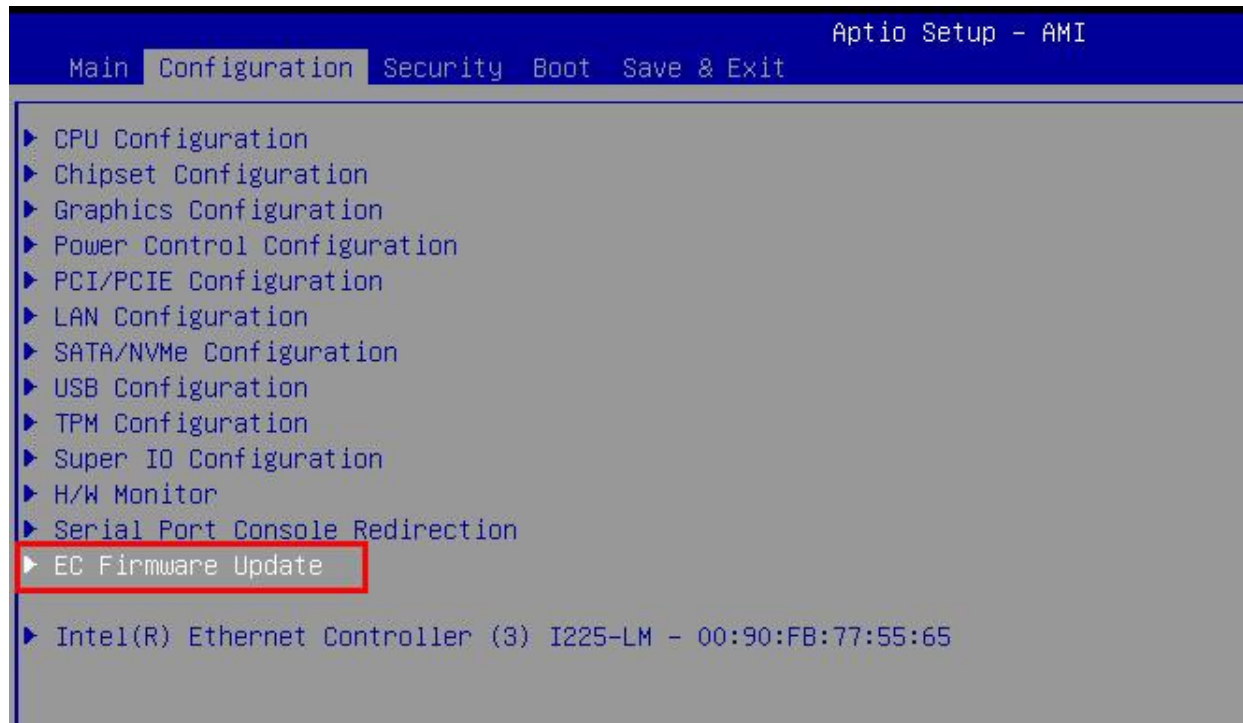 Aptio Setup – AMI
Main Configuration Security Boot Save & Exit
CPU Configuration
Chipset Configuration
Graphics Configuration
Power Control Configuration
PCI/PCIE Configuration
LAN Configuration
SATA/NVMe Configuration
USB Configuration
TPM Configuration
Super IO Configuration
H/W Monitor
Serial Port Console Redirection
EC Firmware Update
Intel(R) Ethernet Controller (3) I225-LM - 00:90:FB:77:55:65